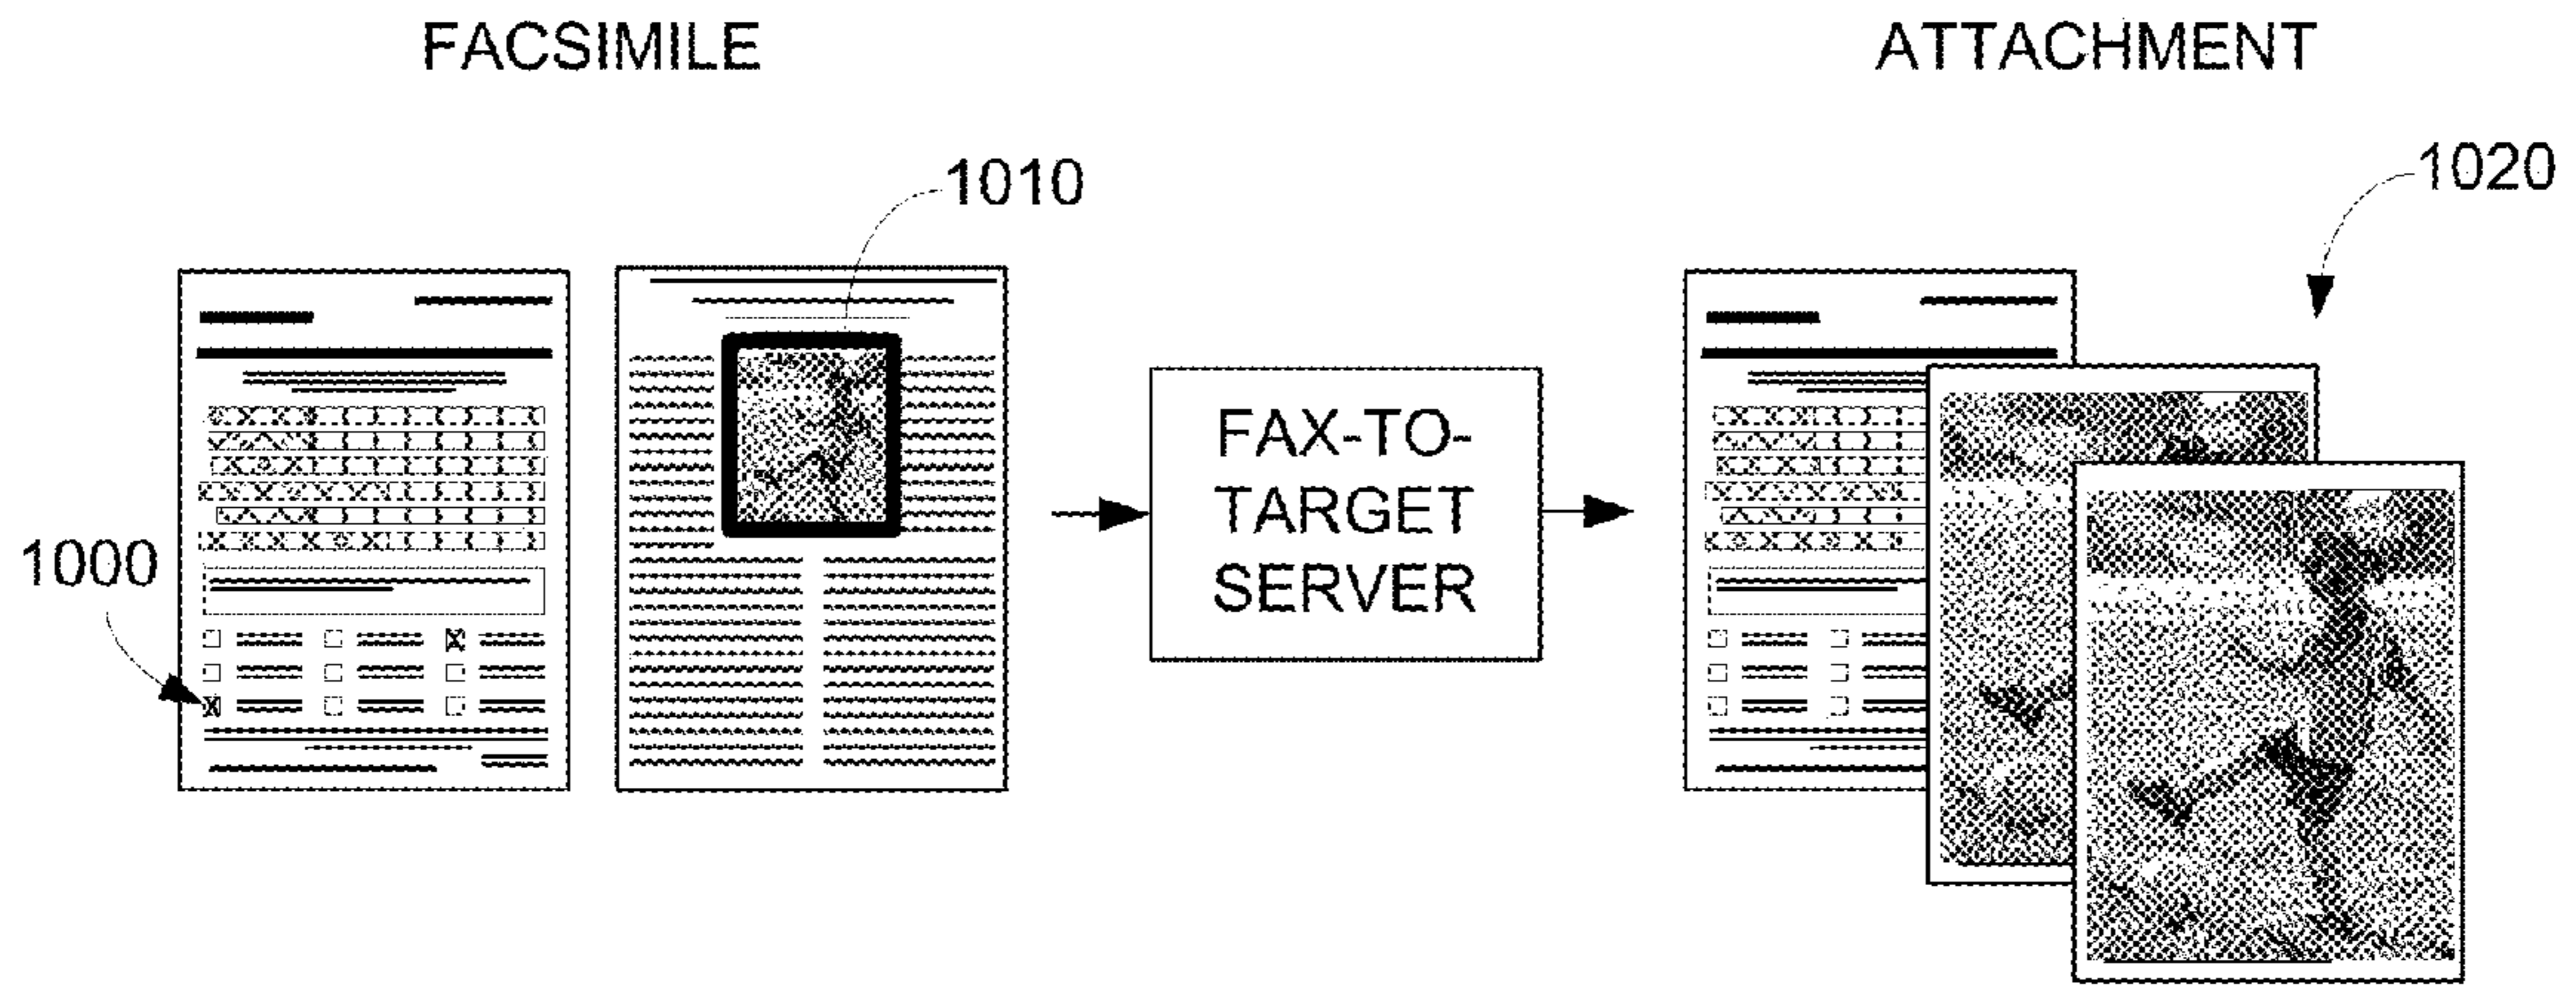 FACSIMILE
ATTACHMENT
1010
1020
FAX-TO-
TARGET
SERVER
1000